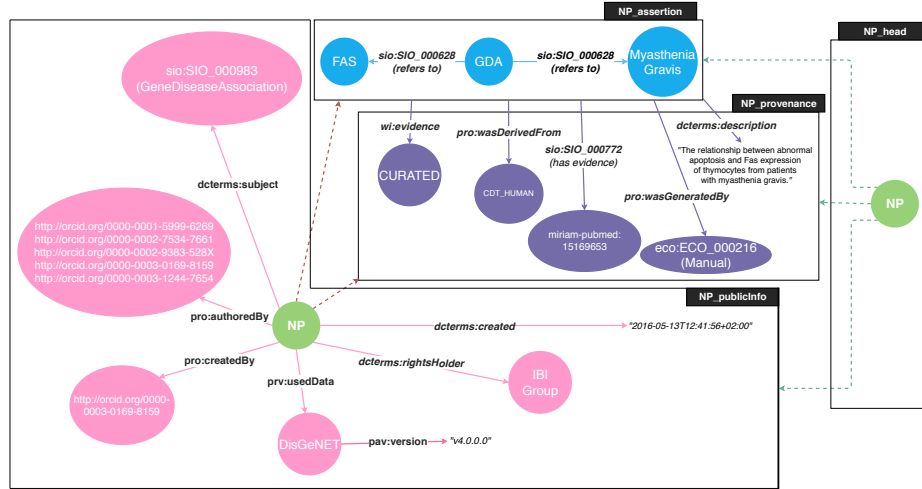 NP_assertion
NP_head
sio:SIO_000983
(GeneDiseaseAssociation)
FAS
sio:SIO_000628
(refers to)
GDA
sio:SIO_000628
(refers to)
Myasthenia
Gravis
NP_provenance
wi:evidence
pro:wasDerivedFrom
dcterms:description
sio:SIO_000772
(has evidence)
"The relationship between abnormal
apoptosis and Fas expression
of thymocytes from patients
with myasthenia gravis."
CURATED
CDT_HUMAN
dcterms:subject
pro:wasGeneratedBy
NP
miriam-pubmed:
15169653
eco:ECO_000216
(Manual)
http://orcid.org/0000-0001-5999-6269
http://orcid.org/0000-0002-7534-7661
http://orcid.org/0000-0002-9383-528X
http://orcid.org/0000-0003-0169-8159
http://orcid.org/0000-0003-1244-7654
NP_publicInfo
pro:authoredBy
NP
dcterms:created
"2016-05-13T12:41:56+02:00"
pro:createdBy
dcterms:rightsHolder
prv:usedData
IBI
Group
http://orcid.org/0000-
0003-0169-8159
DisGeNET
pav:version
"v4.0.0.0"